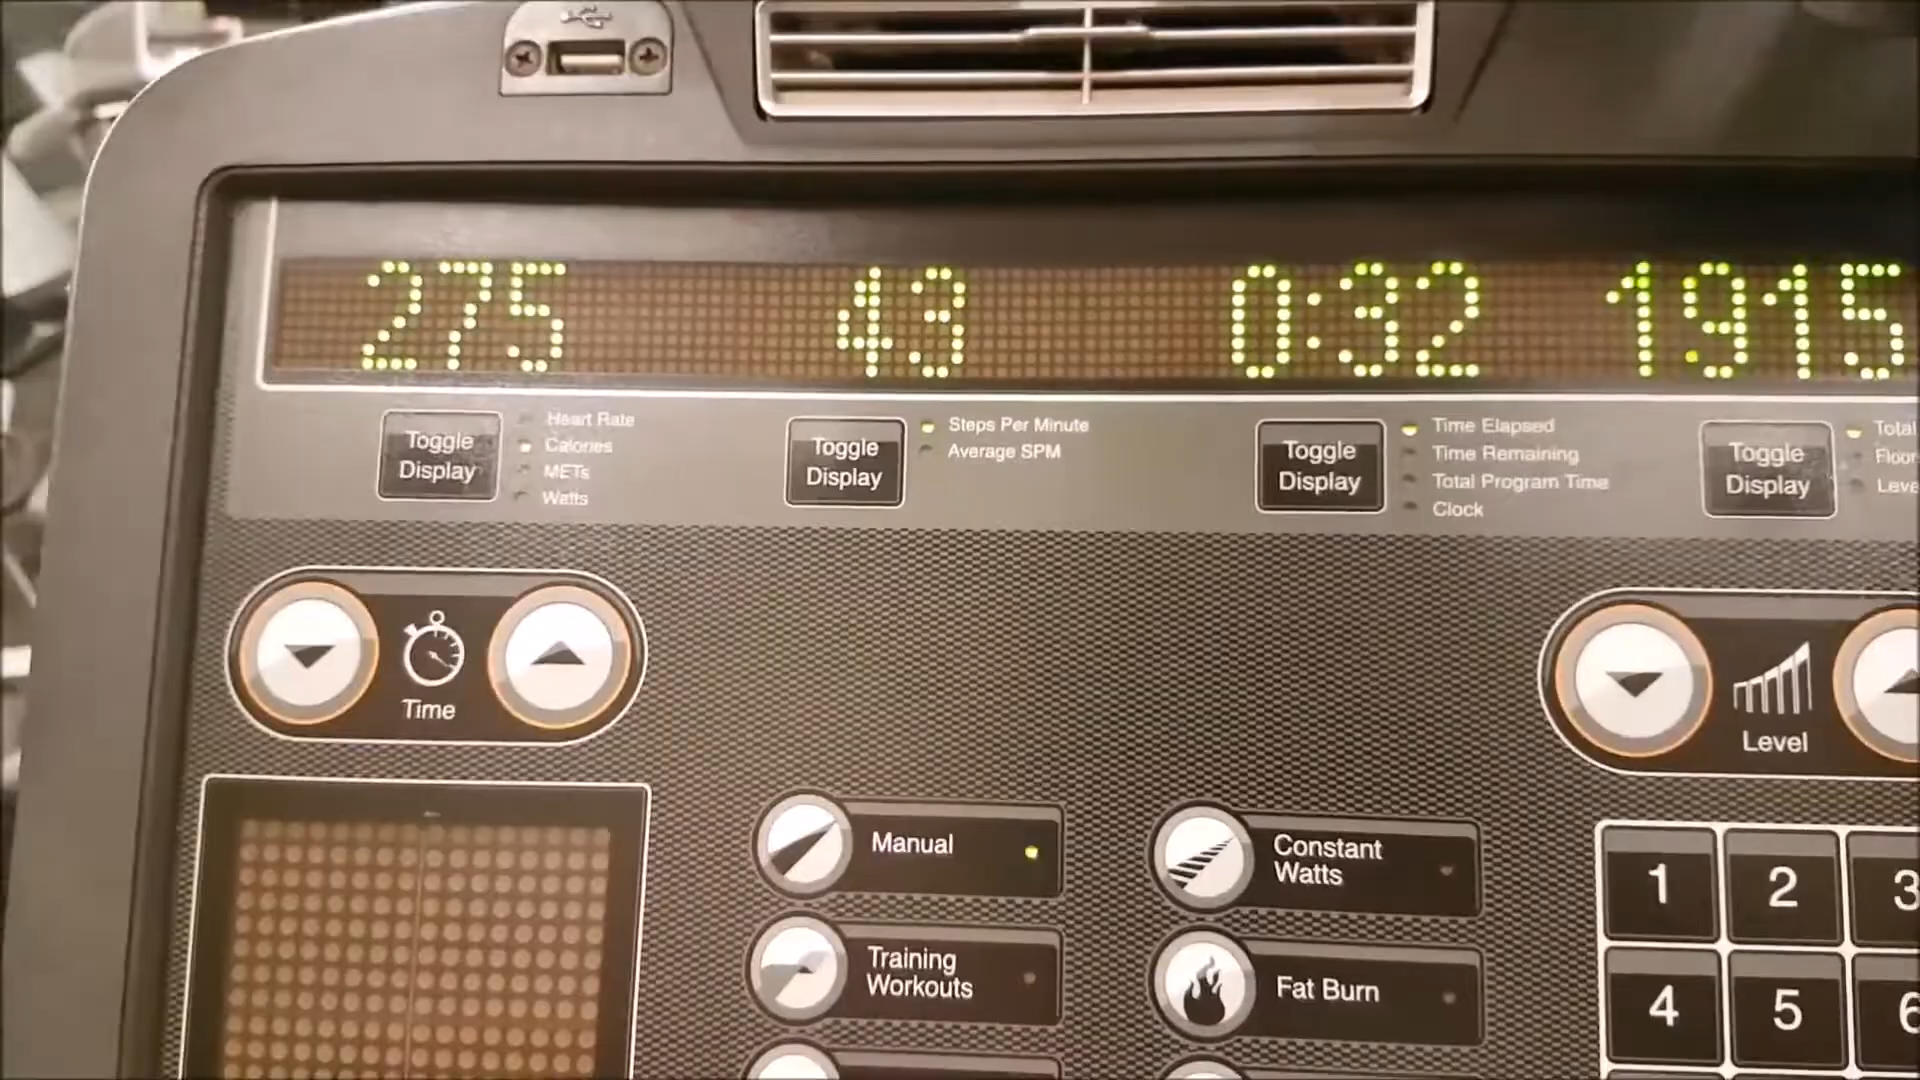 275 43 0:32 1915
Toggle Display
Heart Rate
Calories
METs
Watts
Toggle Display
Steps Per Minute
Average SPM
Toggle Display
Time Elapsed
Time Remaining
Total Program Time
Clock
Toggle Display
Total
Time
Level
Manual
Constant Watts
1 2 3
Training Workouts
Fat Burn
4 5 6